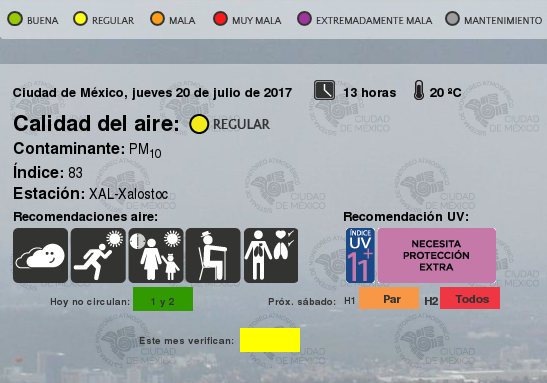 BUENA REGULAR MALA MUY MALA EXTREMADAMENTE MALA MANTENIMIENTO
Ciudad de México, jueves 20 de julio de 2017 13 horas 20 ºC
Calidad del aire: REGULAR
Contaminante: PM10
Índice: 83
Estación: XAL-Xalostoc
Recomendaciones aire: Recomendación UV:
ÍNDICE
UV
11+
NECESITA
PROTECCIÓN
EXTRA
Hoy no circulan: 1 y 2 Próx. sábado: H1 Par H2 Todos
Este mes verifican:
CIUDAD
DE MÉXICO